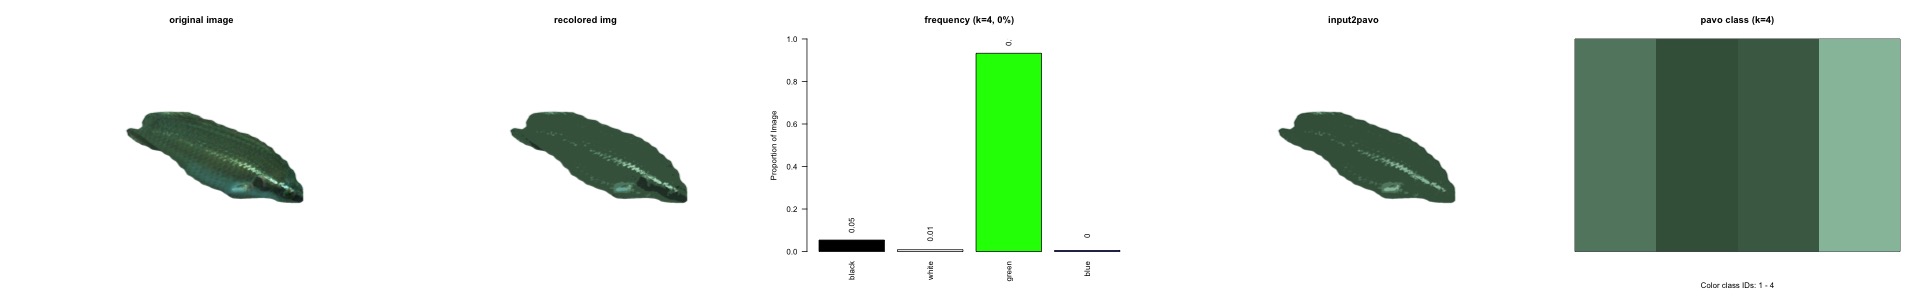 original image
recolored img
frequency (k=4, 0%)
input2pavo
pavo class (k=4)
Proportion of Image
1.0
0.8
0.6
0.4
0.2
0.0
0.05
0.01
0.
0
black
white
green
blue
Color class IDs: 1 - 4